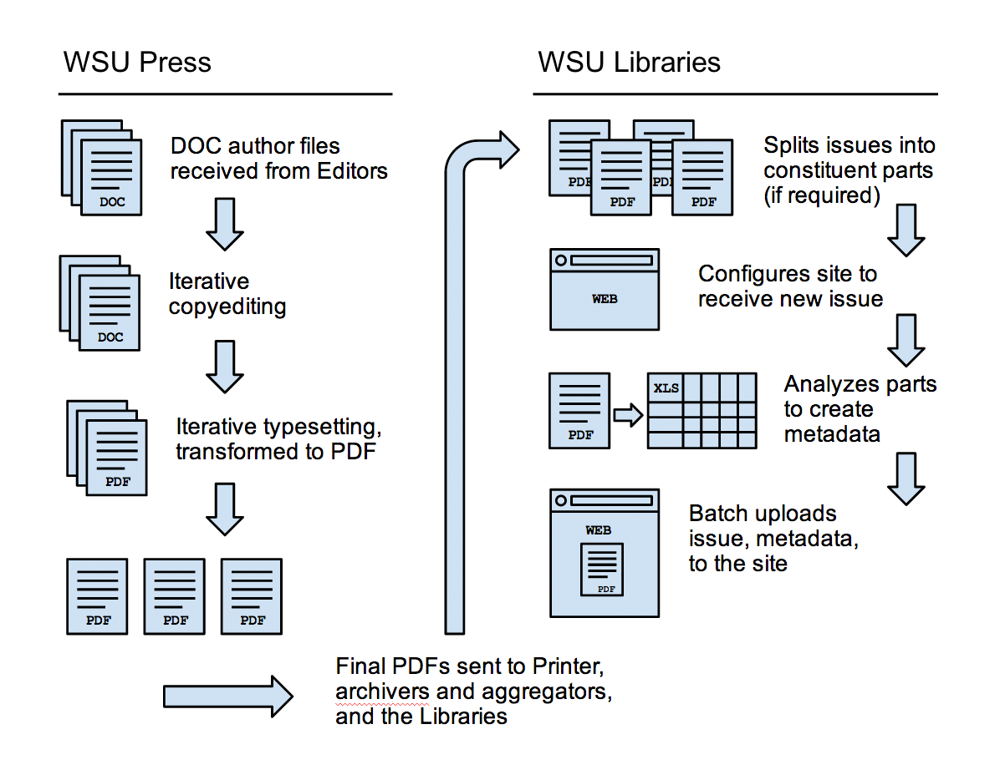 WSU Press
DOC author files
received from Editors
DOC
Iterative
copyediting
DOC
Iterative typesetting,
transformed to PDF
PDF
PDF
PDF
PDF
Final PDFs sent to Printer,
archivers and aggregators,
and the Libraries
WSU Libraries
Splits issues into
constituent parts
(if required)
PDF
PDF
PDF
PDF
Configures site to
receive new issue
WEB
Analyzes parts
to create
metadata
XLS
PDF
Batch uploads
issue, metadata,
to the site
WEB
PDF